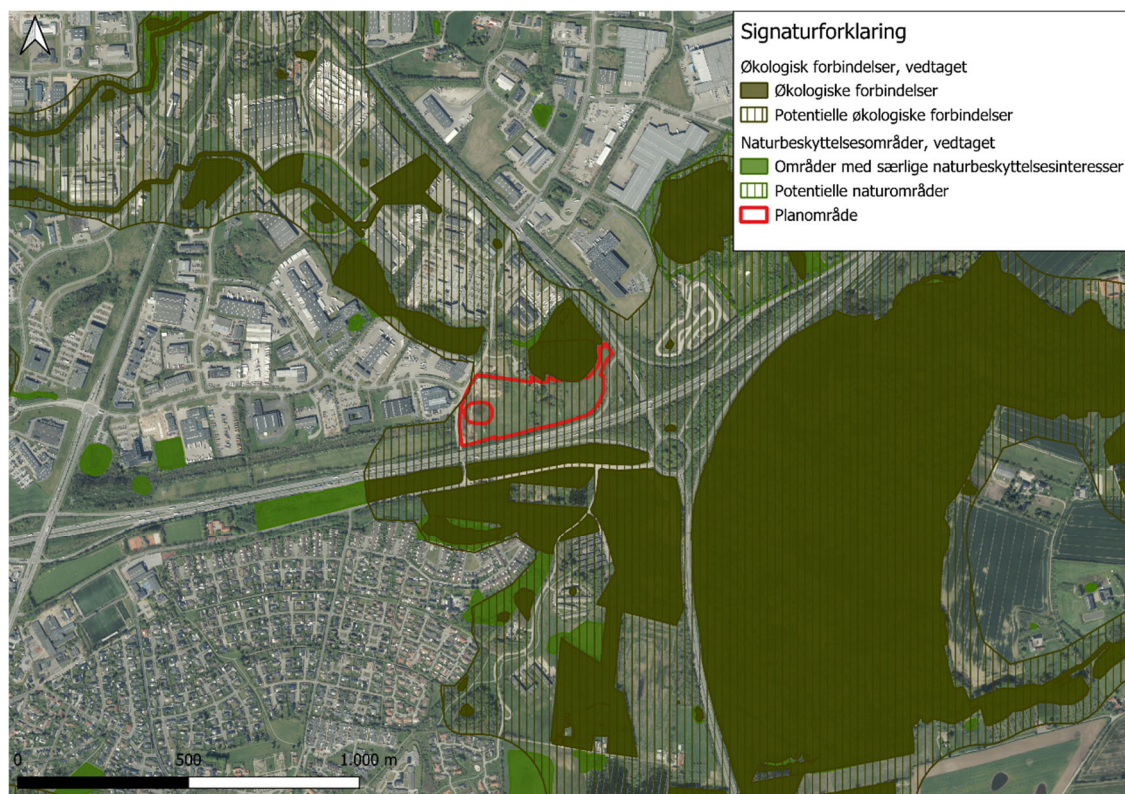 Signaturforklaring
Økologisk forbindelser, vedtaget
Økologiske forbindelser
Potentielle økologiske forbindelser
Naturbeskyttelsesområder, vedtaget
Områder med særlige naturbeskyttelsesinteresser
Potentielle naturområder
Planområde
0 500 1.000 m